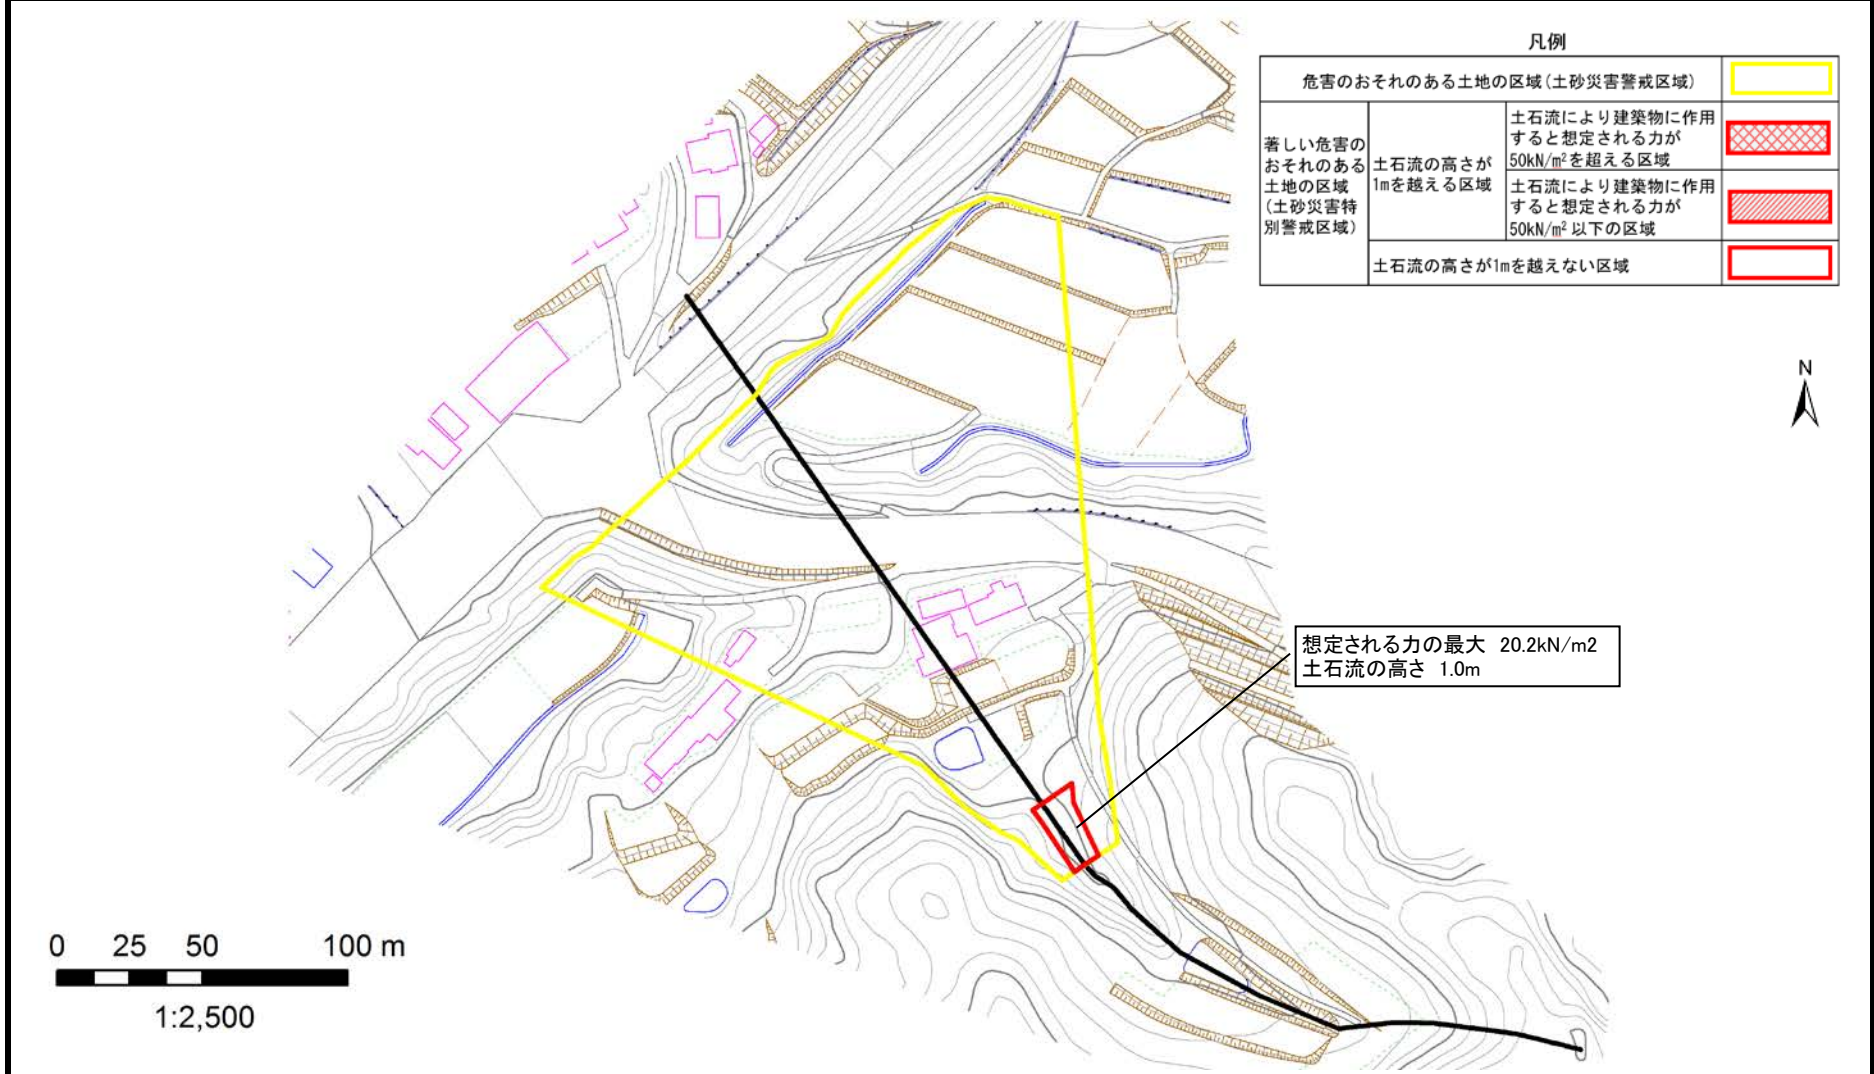 凡例
危害のおそれのある土地の区域(土砂災害警戒区域)
著しい危害の
おそれのある
土地の区域
(土砂災害特
別警戒区域)
土石流の高さが
1mを越える区域
土石流により建築物に作用
すると想定される力が
50kN/m²を超える区域
土石流により建築物に作用
すると想定される力が
50kN/m²以下の区域
土石流の高さが1mを越えない区域
N
想定される力の最大 20.2kN/m2
土石流の高さ 1.0m
0 25 50 100 m
1:2,500